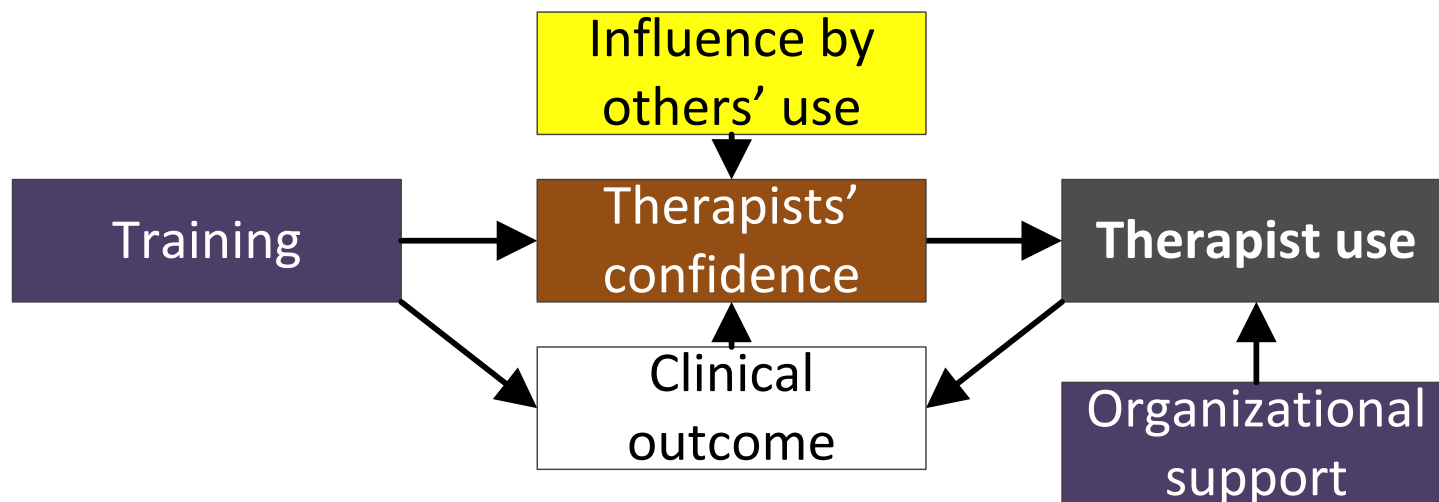 Influence by
others’ use
Training
Therapists’
confidence
Therapist use
Clinical
outcome
Organizational
support